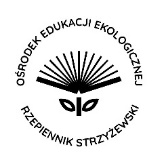 OŚRODEK EDUKACJI EKOLOGICZNEJ
RZEPIENNIK STRZYŻEWSKI